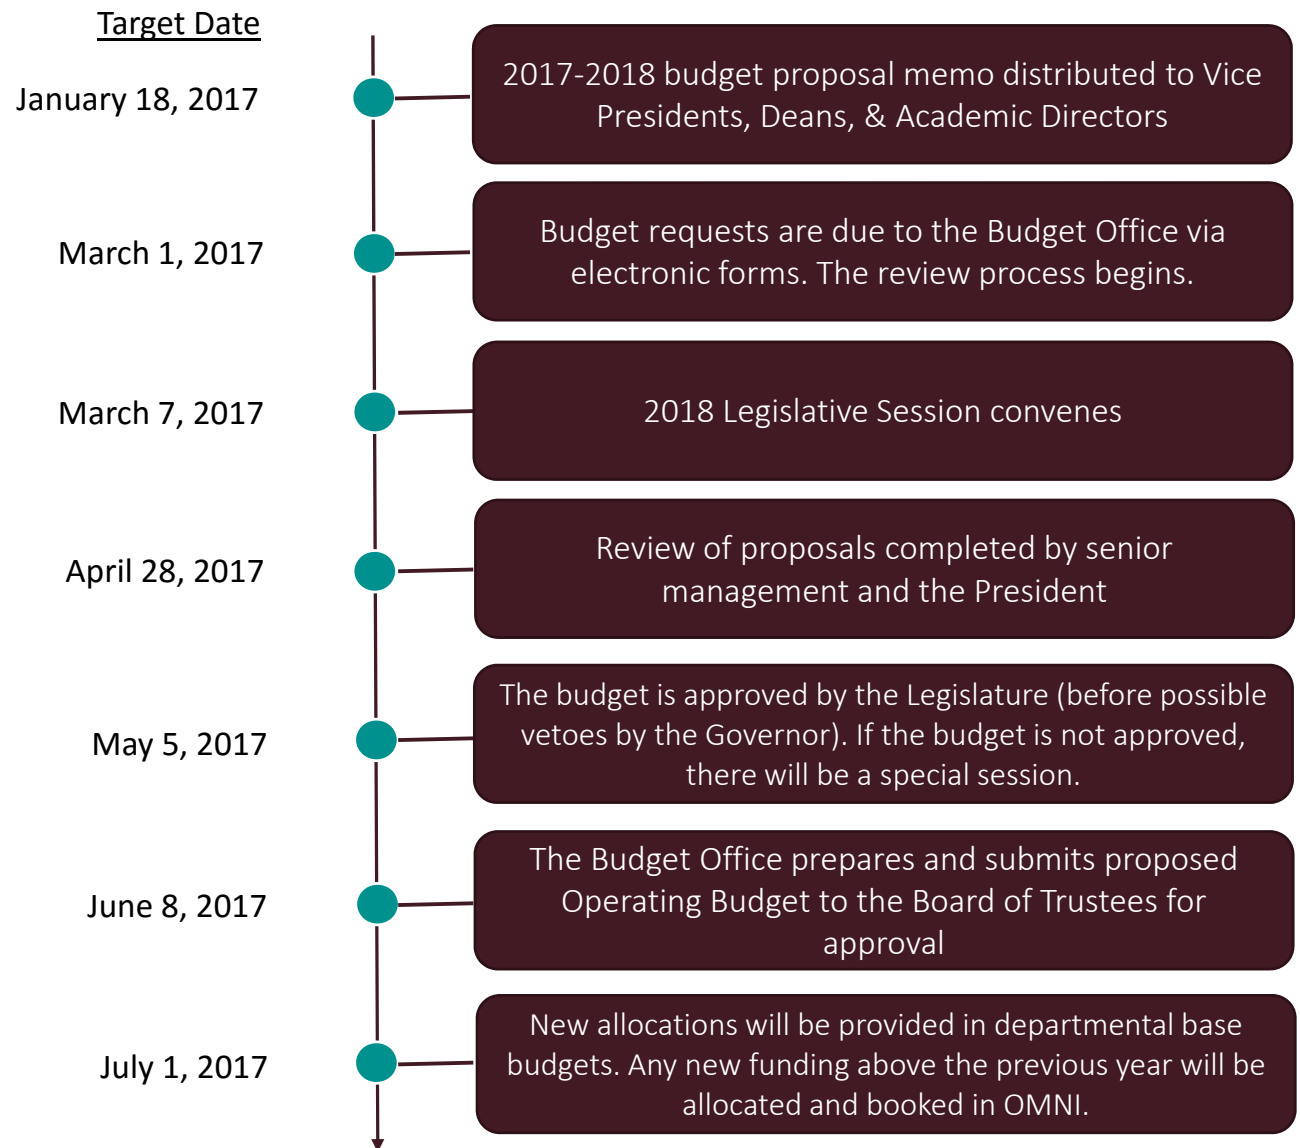 Target Date
January 18, 2017
2017-2018 budget proposal memo distributed to Vice
Presidents, Deans, & Academic Directors
March 1, 2017
Budget requests are due to the Budget Office via
electronic forms. The review process begins.
March 7, 2017
2018 Legislative Session convenes
April 28, 2017
Review of proposals completed by senior
management and the President
May 5, 2017
The budget is approved by the Legislature (before possible
vetoes by the Governor). If the budget is not approved,
there will be a special session.
June 8, 2017
The Budget Office prepares and submits proposed
Operating Budget to the Board of Trustees for
approval
July 1, 2017
New allocations will be provided in departmental base
budgets. Any new funding above the previous year will be
allocated and booked in OMNI.